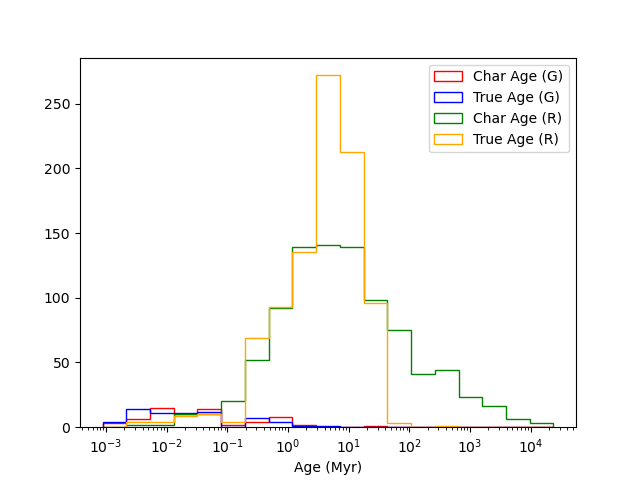 Char Age (G)
True Age (G)
Char Age (R)
True Age (R)
250
200
150
100
50
0
10⁻³ 10⁻² 10⁻¹ 10⁰ 10¹ 10² 10³ 10⁴
Age (Myr)